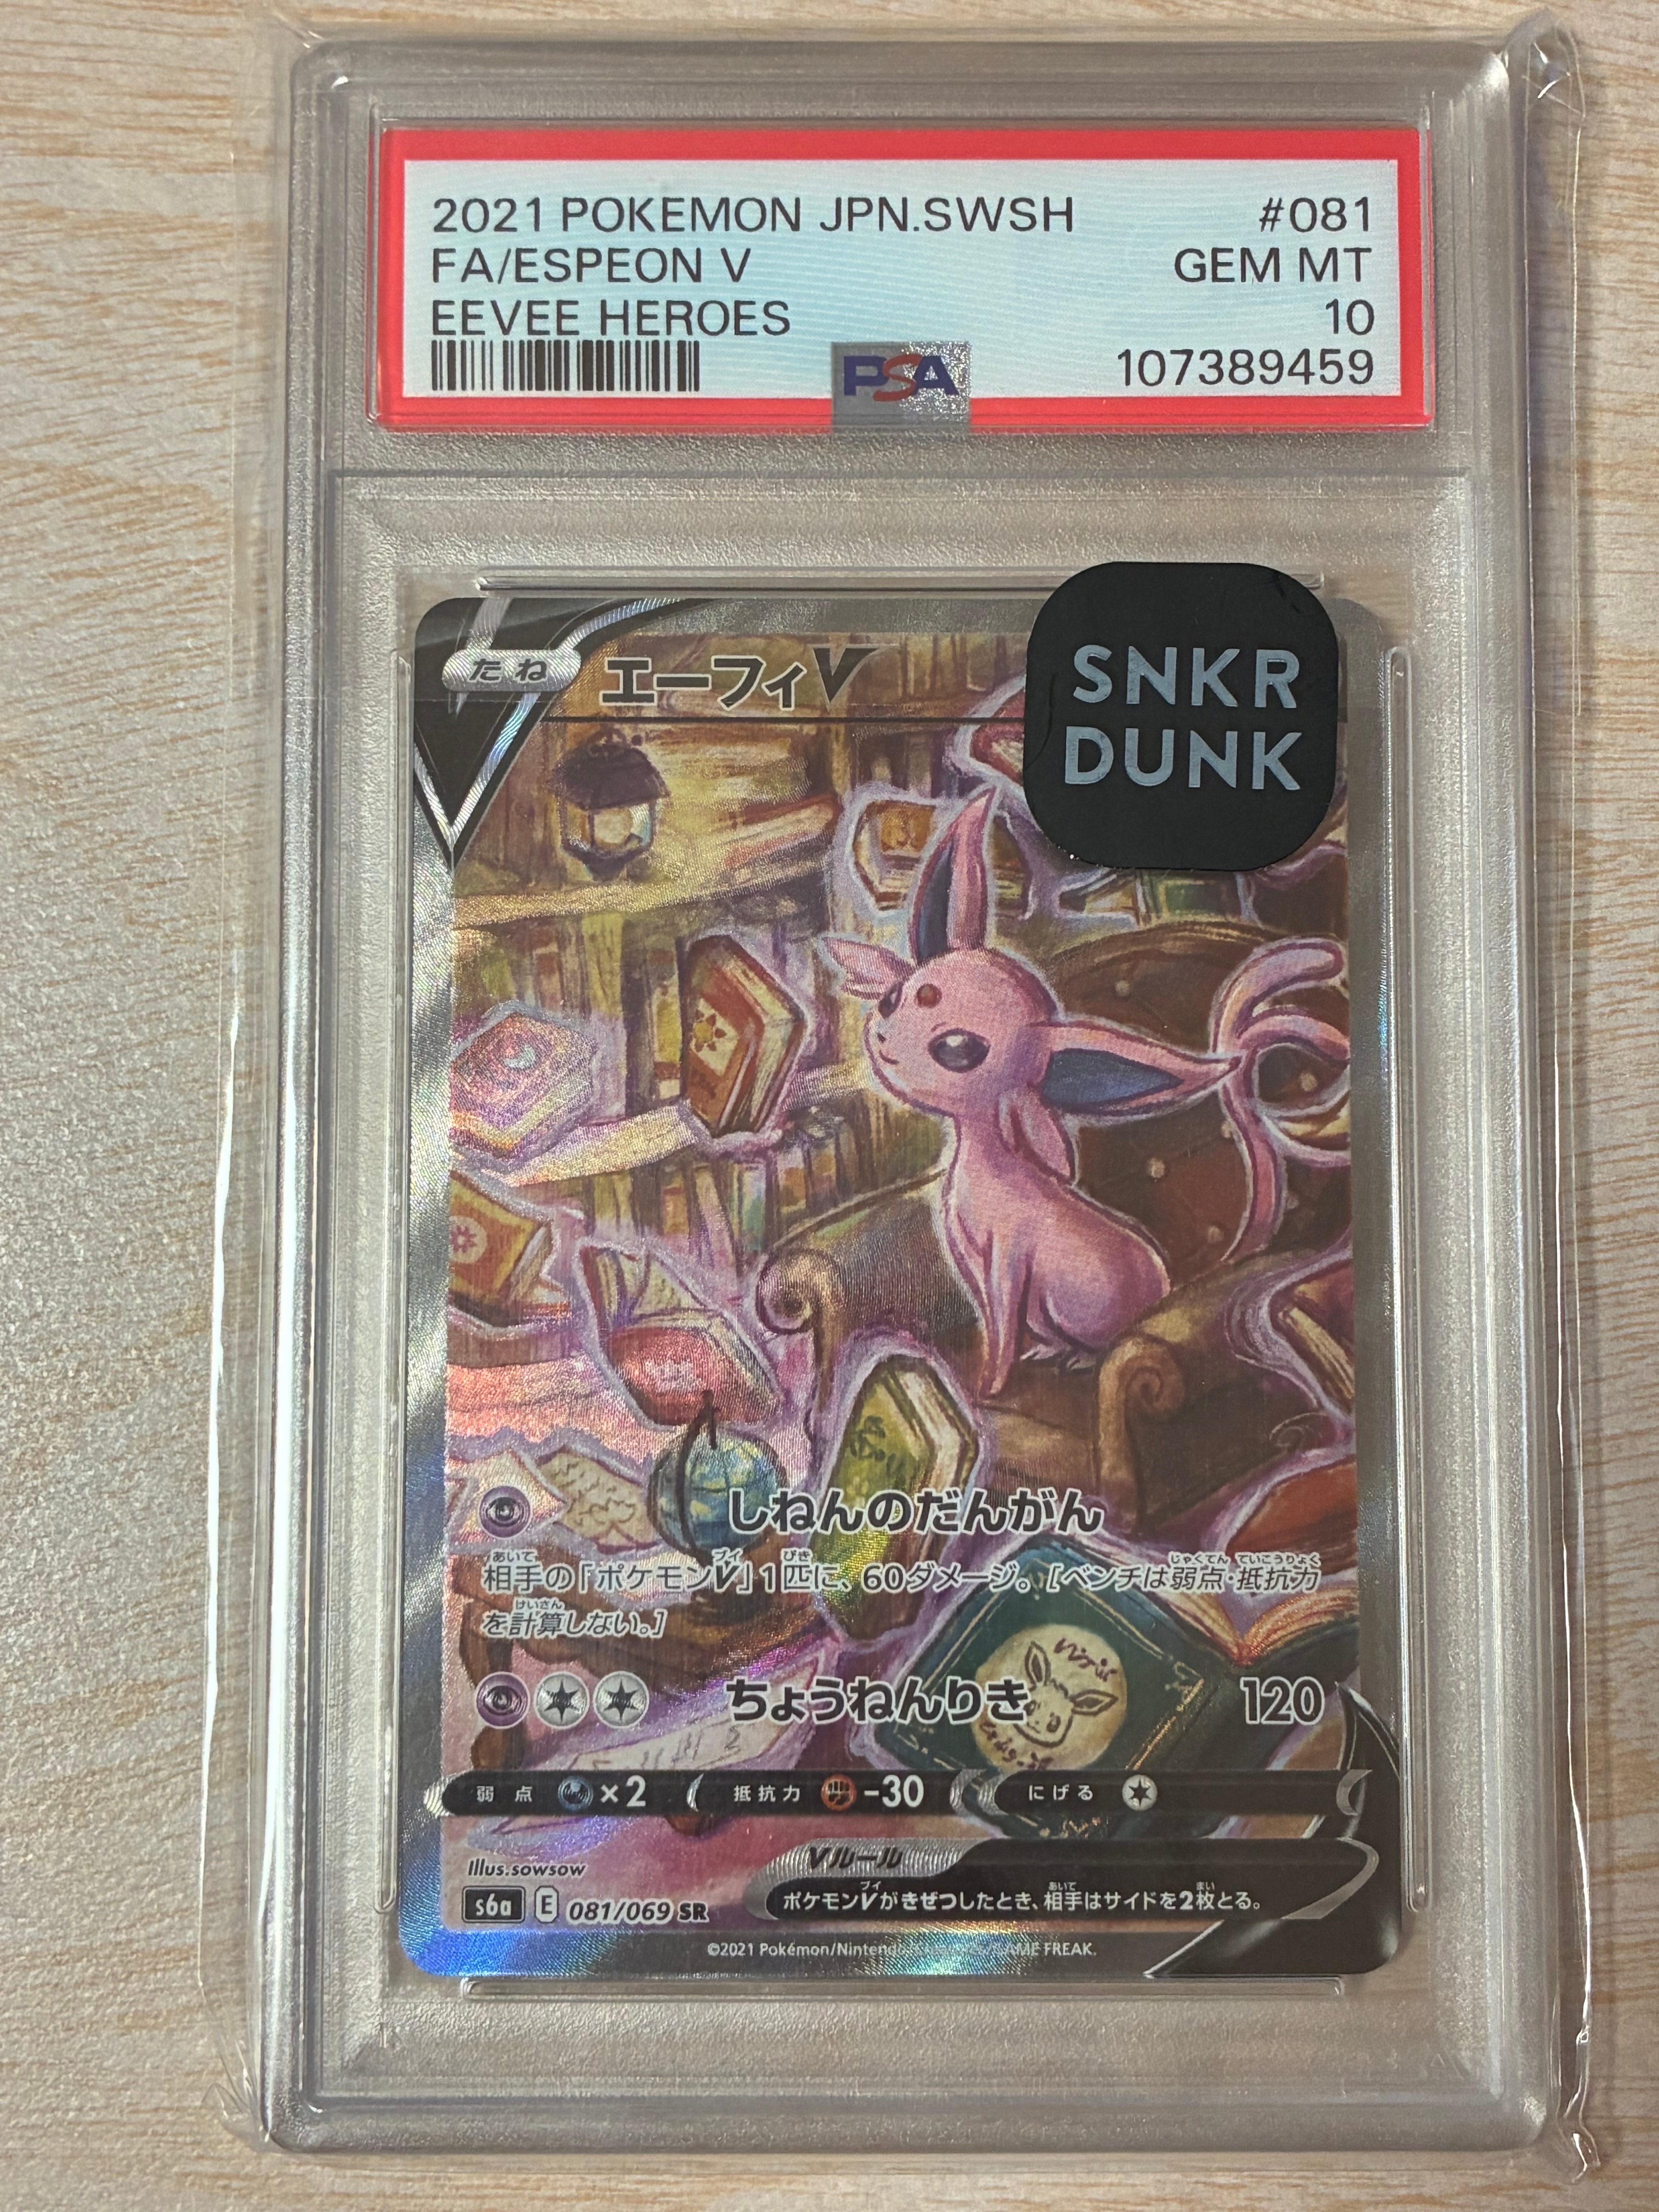 2021 POKEMON JPN.SWSH #081
FA/ESPEON V GEM MT
EEVEE HEROES 10
PSA 107389459
SNKR
DUNK
たね エーフィV
しねんのだんがん
相手の「ポケモンV」1匹に、60ダメージ。[ベンチは弱点・抵抗力
を計算しない。]
ちょうねんりき 120
弱点 ×2 抵抗力 -30 にげる
Illus.sowsow
Vルール
s6a E 081/069 SR
ポケモンVがきぜつしたとき、相手はサイドを2枚とる。
©2021 Pokémon/Nintendo/ /GAME FREAK.